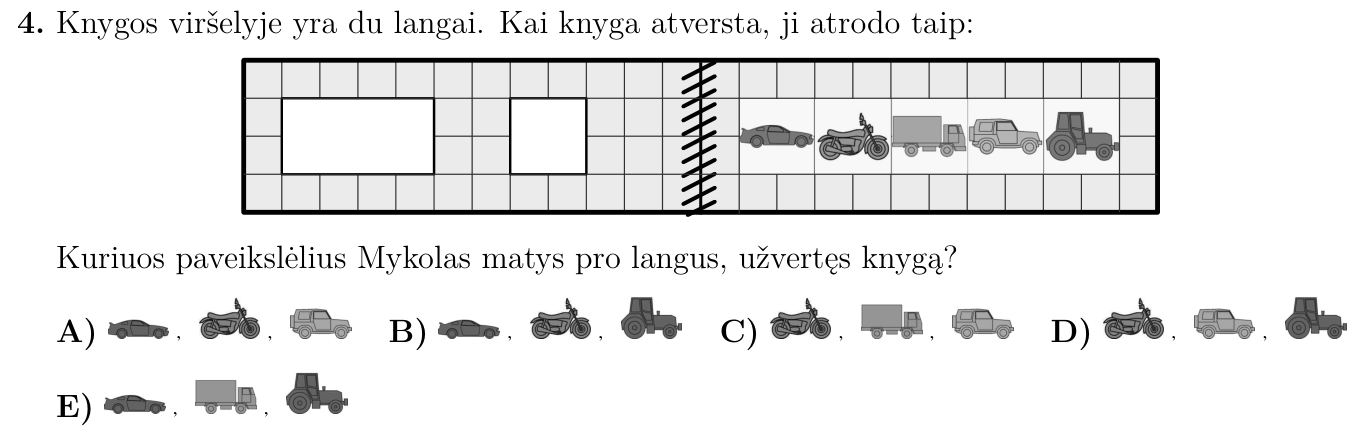 4. Knygos viršelyje yra du langai. Kai knyga atversta, ji atrodo taip:
Kuriuos paveikslėlius Mykolas matys pro langus, užvertęs knygą?
A) , , B) , , C) , , D) , ,
E) , ,